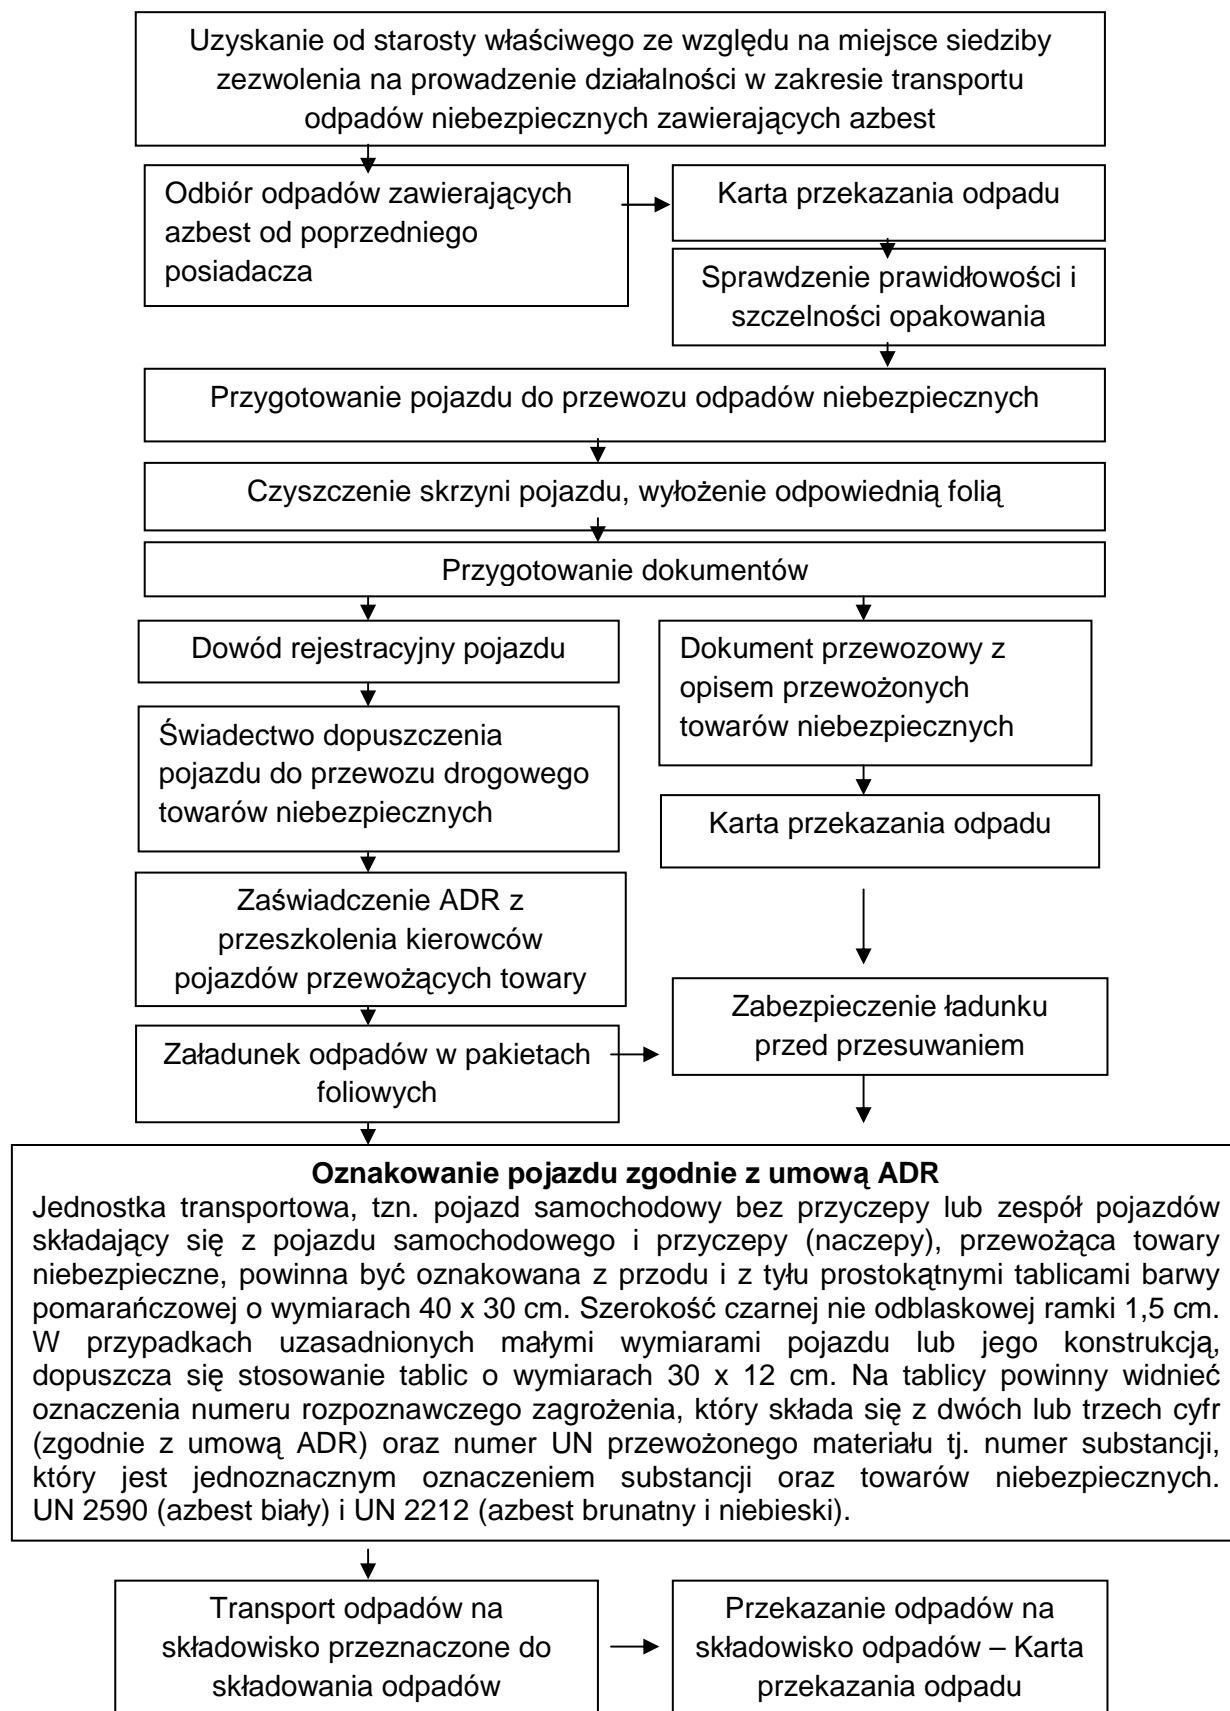 Uzyskanie od starosty właściwego ze względu na miejsce siedziby
zezwolenia na prowadzenie działalności w zakresie transportu
odpadów niebezpiecznych zawierających azbest
Odbiór odpadów zawierających
azbest od poprzedniego
posiadacza
Karta przekazania odpadu
Sprawdzenie prawidłowości i
szczelności opakowania
Przygotowanie pojazdu do przewozu odpadów niebezpiecznych
Czyszczenie skrzyni pojazdu, wyłożenie odpowiednią folią
Przygotowanie dokumentów
Dowód rejestracyjny pojazdu
Świadectwo dopuszczenia
pojazdu do przewozu drogowego
towarów niebezpiecznych
Zaświadczenie ADR z
przeszkolenia kierowców
pojazdów przewożących towary
Załadunek odpadów w pakietach
foliowych
Dokument przewozowy z
opisem przewożonych
towarów niebezpiecznych
Karta przekazania odpadu
Zabezpieczenie ładunku
przed przesuwaniem
Oznakowanie pojazdu zgodnie z umową ADR
Jednostka transportowa, tzn. pojazd samochodowy bez przyczepy lub zespół pojazdów
składający się z pojazdu samochodowego i przyczepy (naczepy), przewożąca towary
niebezpieczne, powinna być oznakowana z przodu i z tyłu prostokątnymi tablicami barwy
pomarańczowej o wymiarach 40 x 30 cm. Szerokość czarnej nie odblaskowej ramki 1,5 cm.
W przypadkach uzasadnionych małymi wymiarami pojazdu lub jego konstrukcją,
dopuszcza się stosowanie tablic o wymiarach 30 x 12 cm. Na tablicy powinny widnieć
oznaczenia numeru rozpoznawczego zagrożenia, który składa się z dwóch lub trzech cyfr
(zgodnie z umową ADR) oraz numer UN przewożonego materiału tj. numer substancji,
który jest jednoznacznym oznaczeniem substancji oraz towarów niebezpiecznych.
UN 2590 (azbest biały) i UN 2212 (azbest brunatny i niebieski).
Transport odpadów na
składowisko przeznaczone do
składowania odpadów
Przekazanie odpadów na
składowisko odpadów – Karta
przekazania odpadu